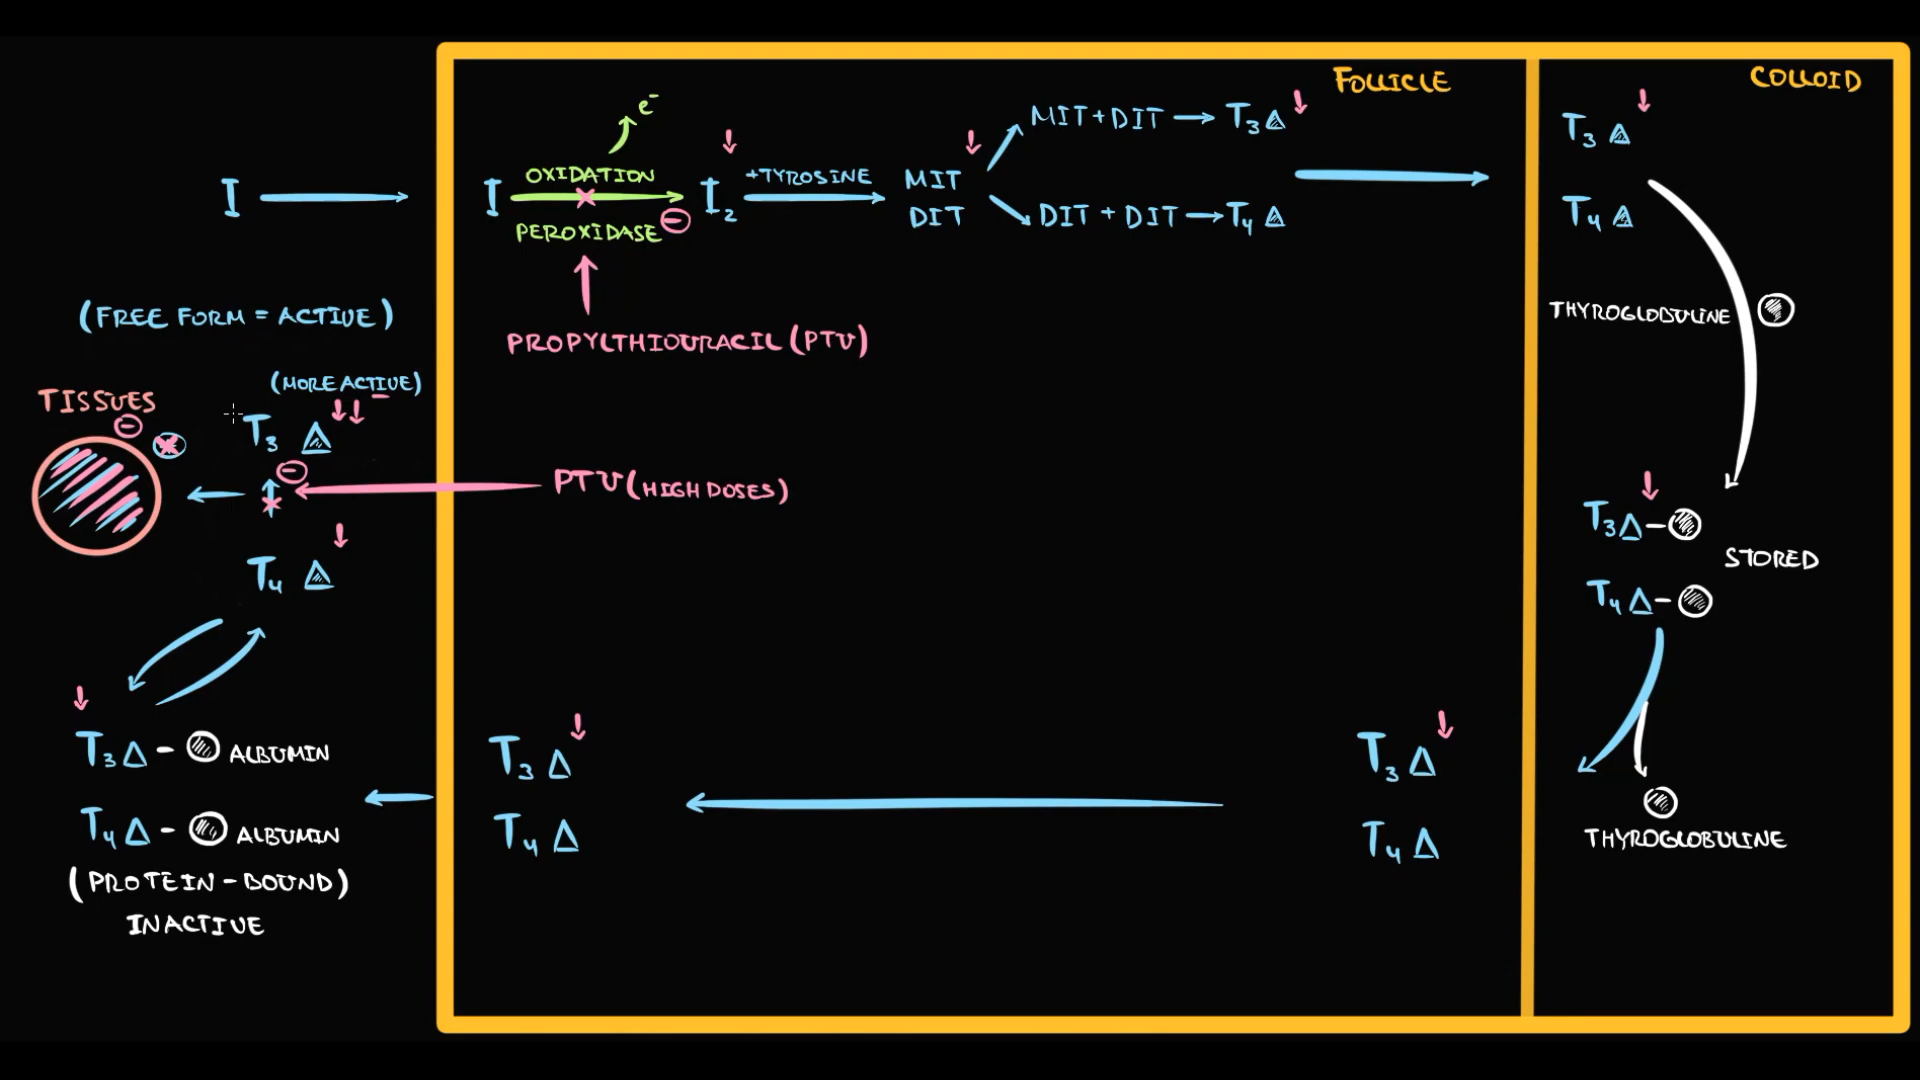 FOLLICLE
COLLOID
e⁻
I
I
OXIDATION
PEROXIDASE
I₂
+TYROSINE
MIT
DIT
MIT+DIT → T₃
DIT + DIT → T₄
T₃
T₄
PROPYLTHIOURACIL (PTU)
THYROGLOBULINE
(FREE FORM = ACTIVE)
(MORE ACTIVE)
TISSUES
T₃
PTU (HIGH DOSES)
T₄
T₃
STORED
T₄
T₃ - ALBUMIN
T₄ - ALBUMIN
(PROTEIN-BOUND)
INACTIVE
T₃
T₄
T₃
T₄
THYROGLOBULINE